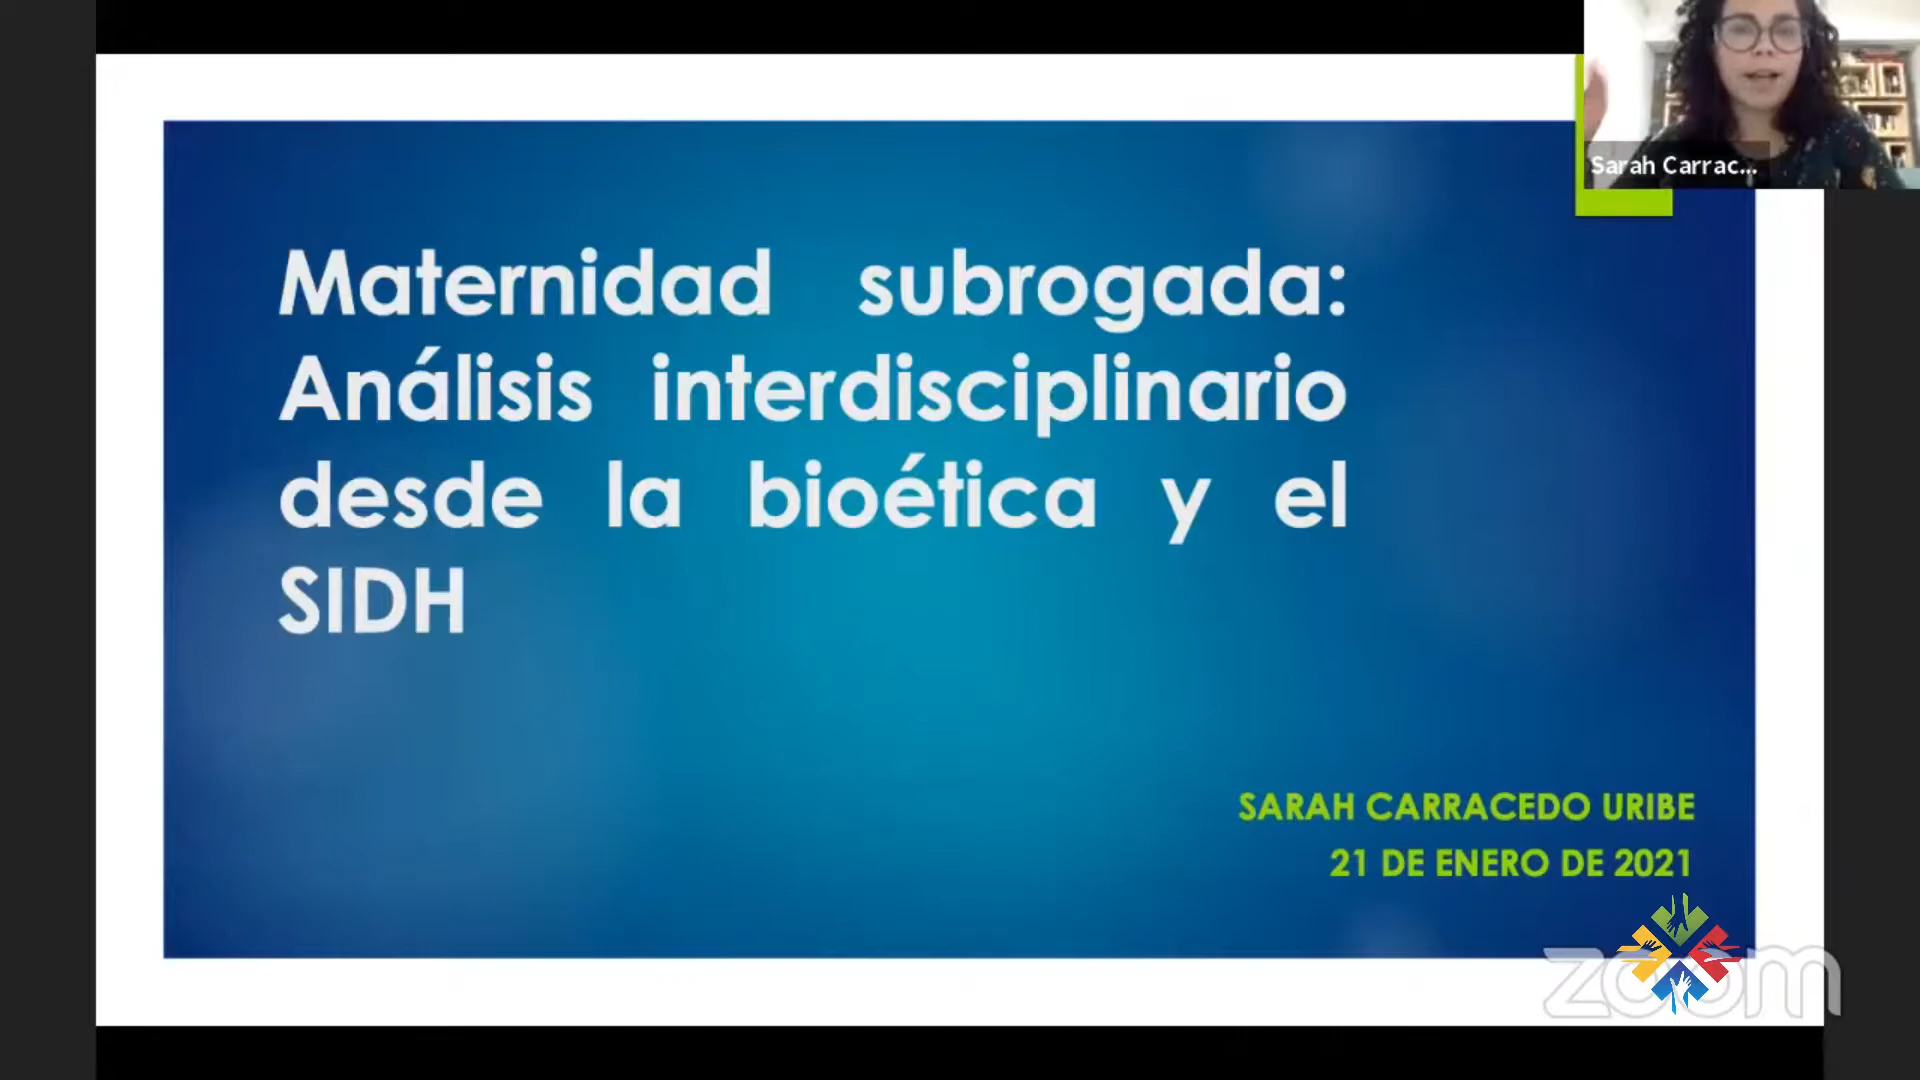 Sarah Carrac...
Maternidad subrogada:
Análisis interdisciplinario
desde la bioética y el
SIDH
SARAH CARRACEDO URIBE
21 DE ENERO DE 2021
zoom